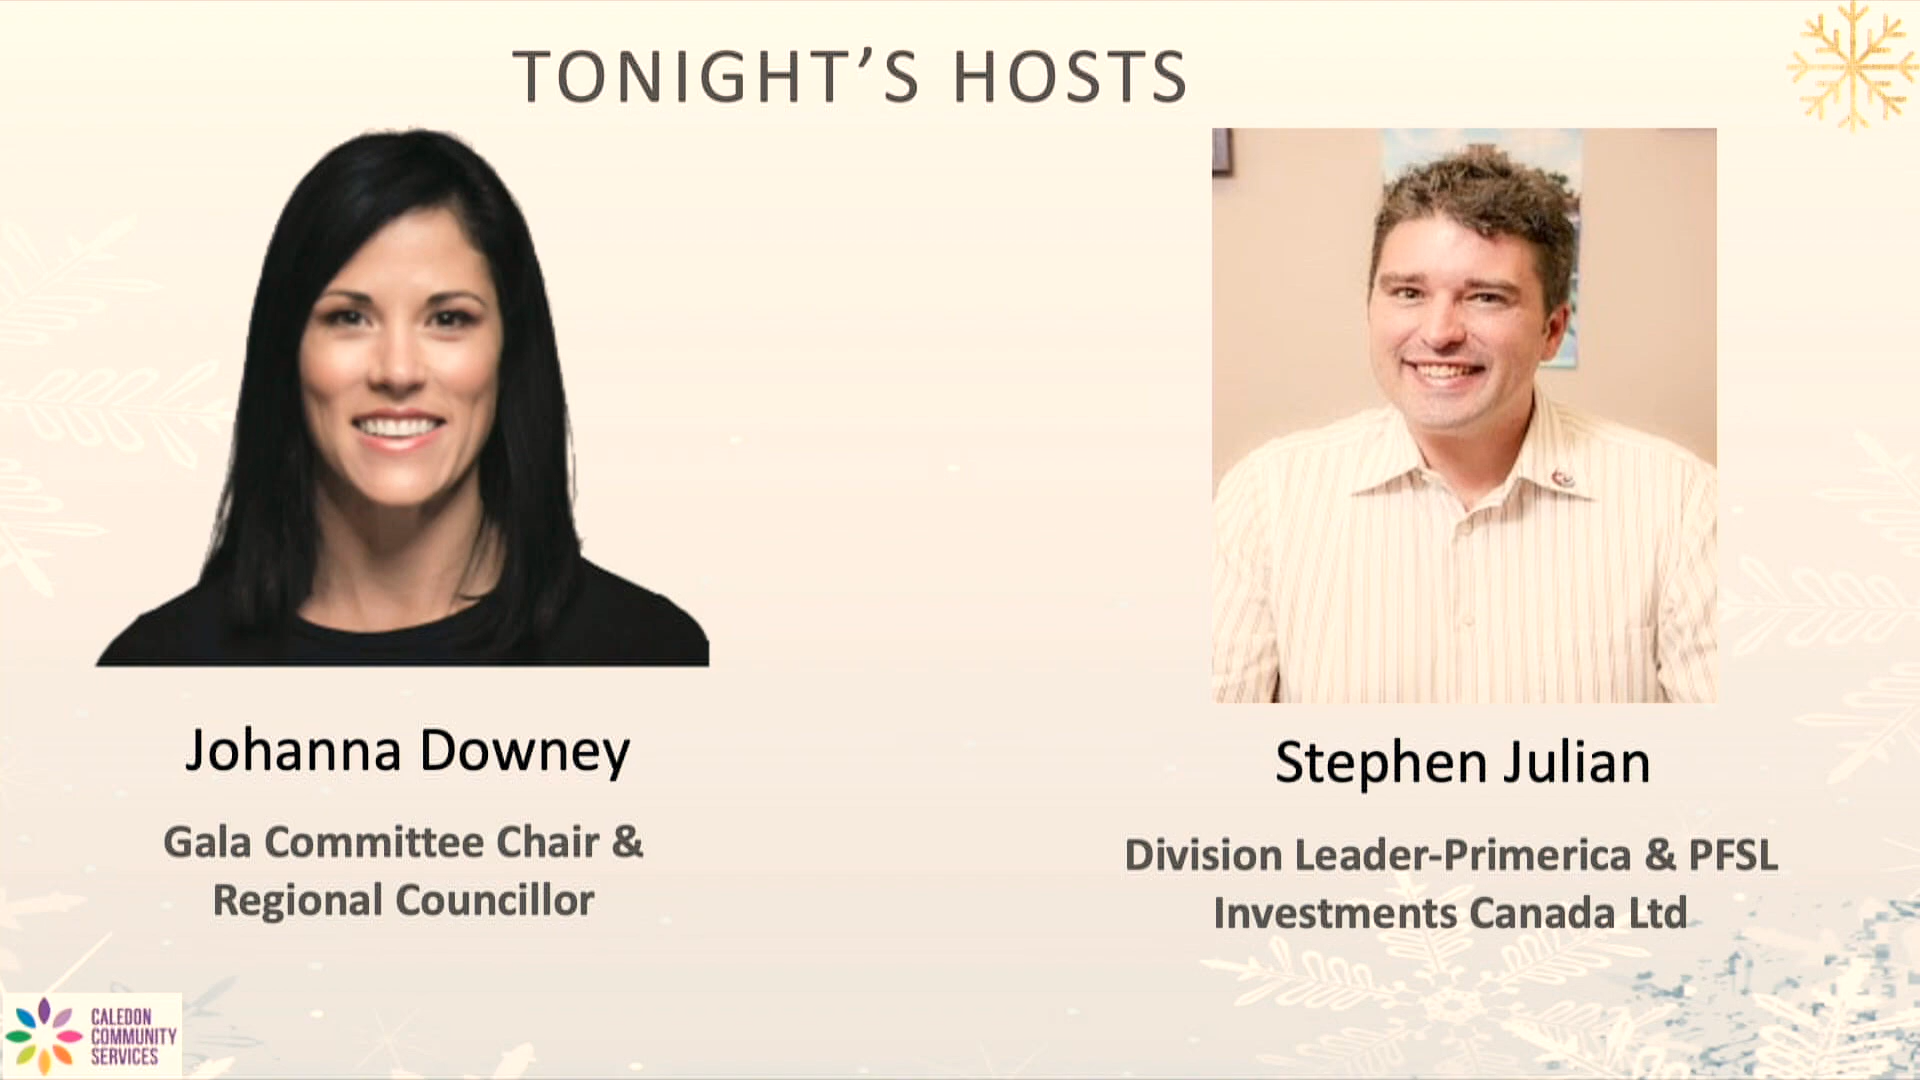 TONIGHT’S HOSTS
Johanna Downey
Gala Committee Chair &
Regional Councillor
Stephen Julian
Division Leader-Primerica & PFSL
Investments Canada Ltd
CALEDON
COMMUNITY
SERVICES